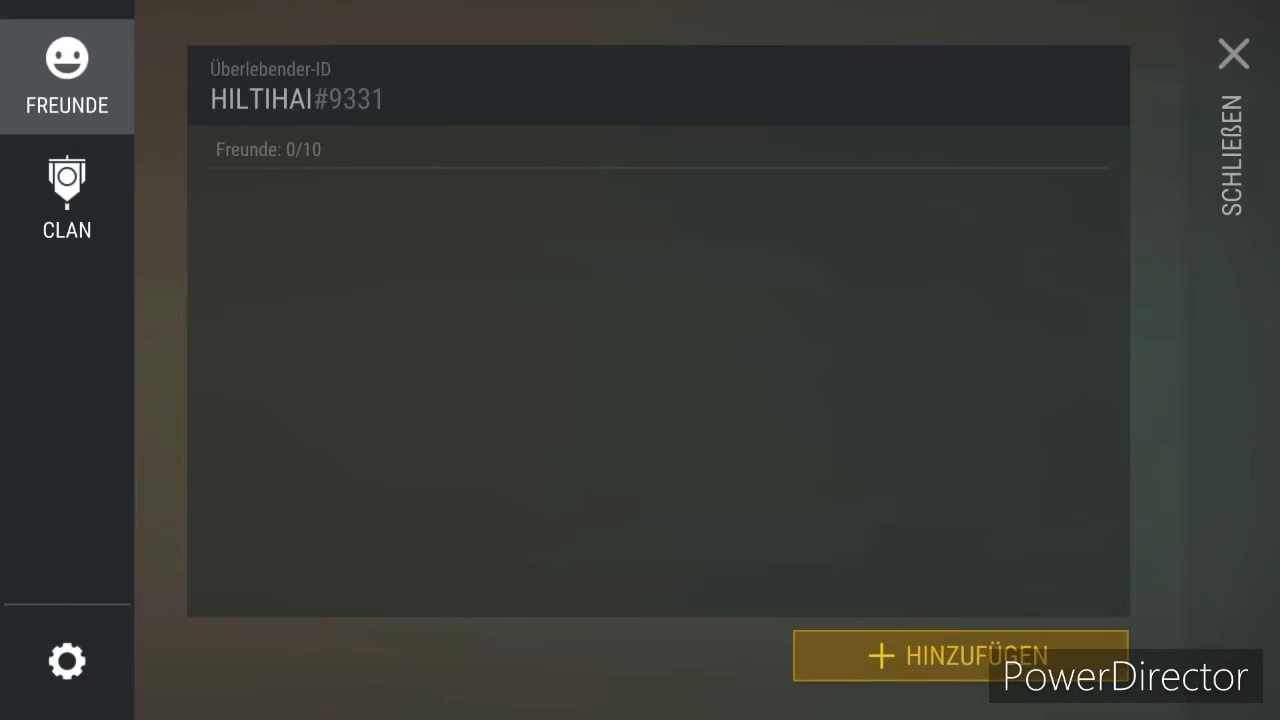 FREUNDE
CLAN
Überlebender-ID
HILTIHAI#9331
Freunde: 0/10
SCHLIEßEN
HINZUFÜGEN
PowerDirector